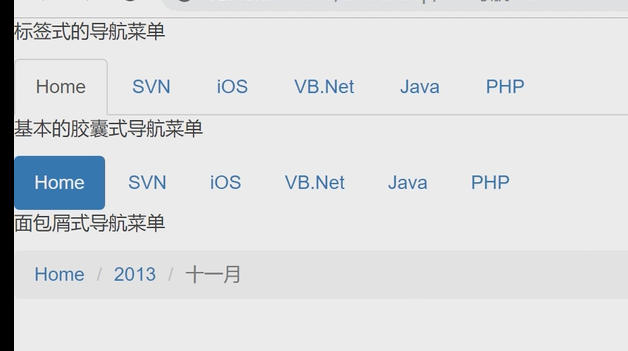 标签式的导航菜单
Home SVN iOS VB.Net Java PHP
基本的胶囊式导航菜单
Home SVN iOS VB.Net Java PHP
面包屑式导航菜单
Home / 2013 / 十一月